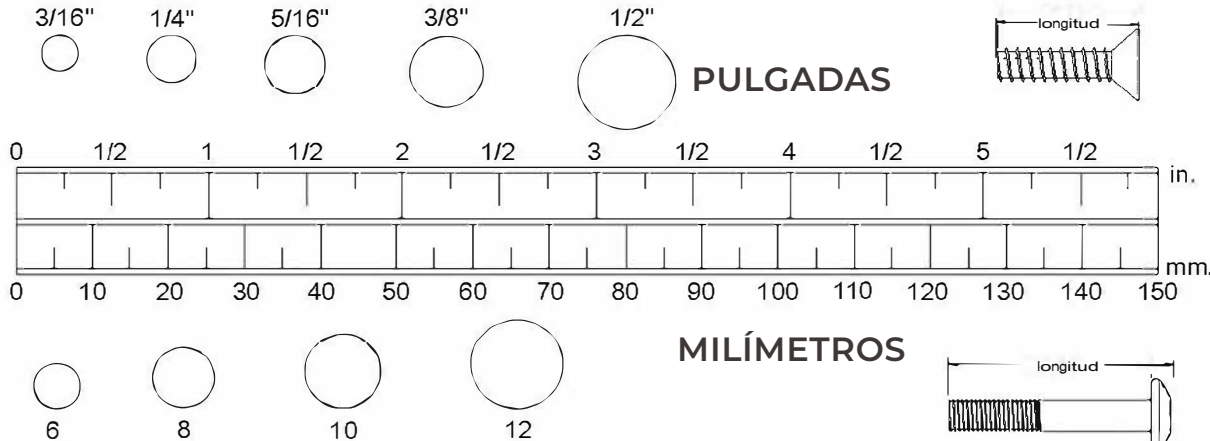 3/16" 1/4" 5/16" 3/8" 1/2"
longitud
PULGADAS
0 1/2 1 1/2 2 1/2 3 1/2 4 1/2 5 1/2
in.
mm.
0 10 20 30 40 50 60 70 80 90 100 110 120 130 140 150
MILÍMETROS
longitud
6 8 10 12